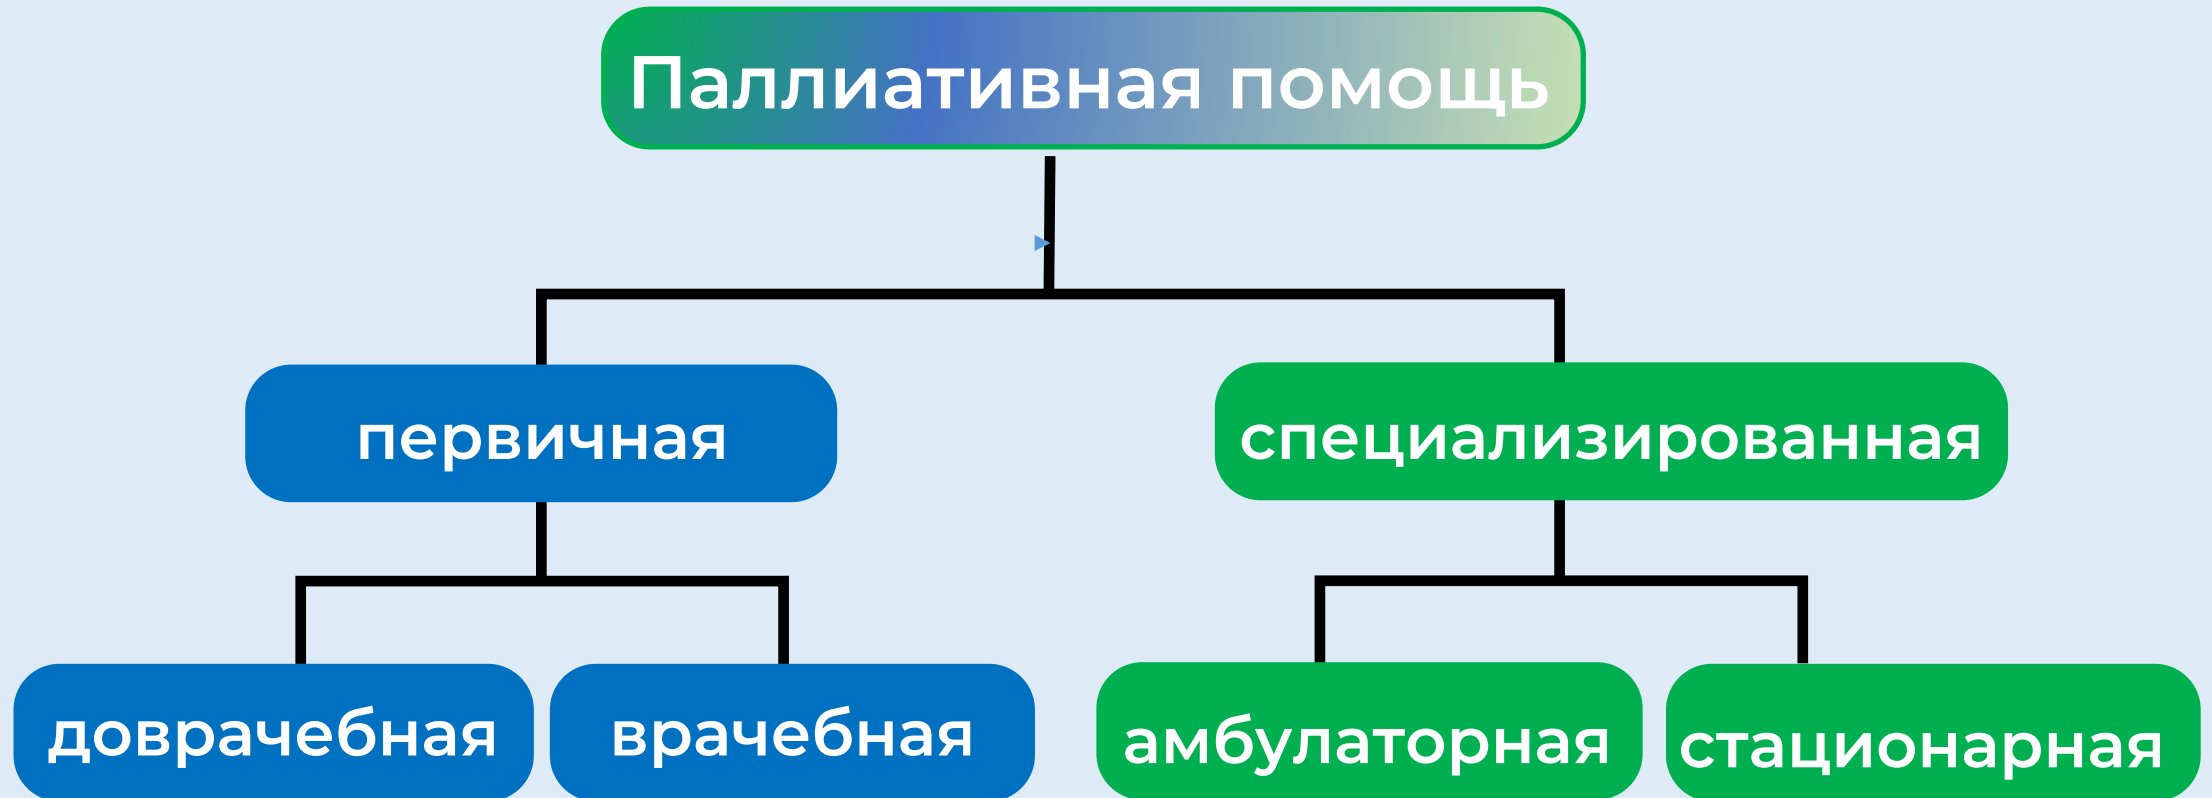 Паллиативная помощь
первичная
специализированная
доврачебная
врачебная
амбулаторная
стационарная